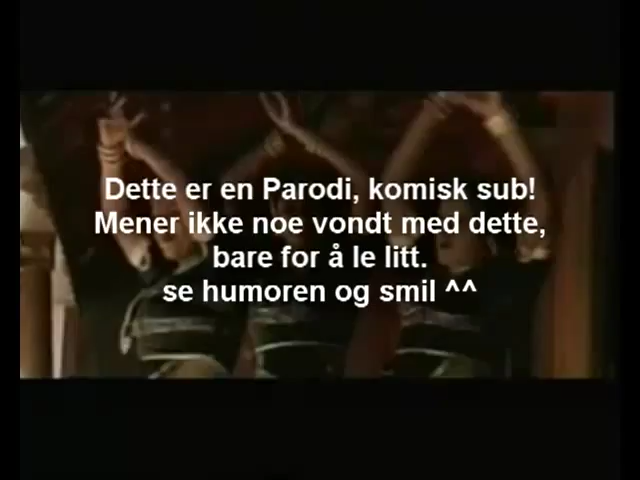 Dette er en Parodi, komisk sub!
Mener ikke noe vondt med dette,
bare for å le litt.
se humoren og smil ^^